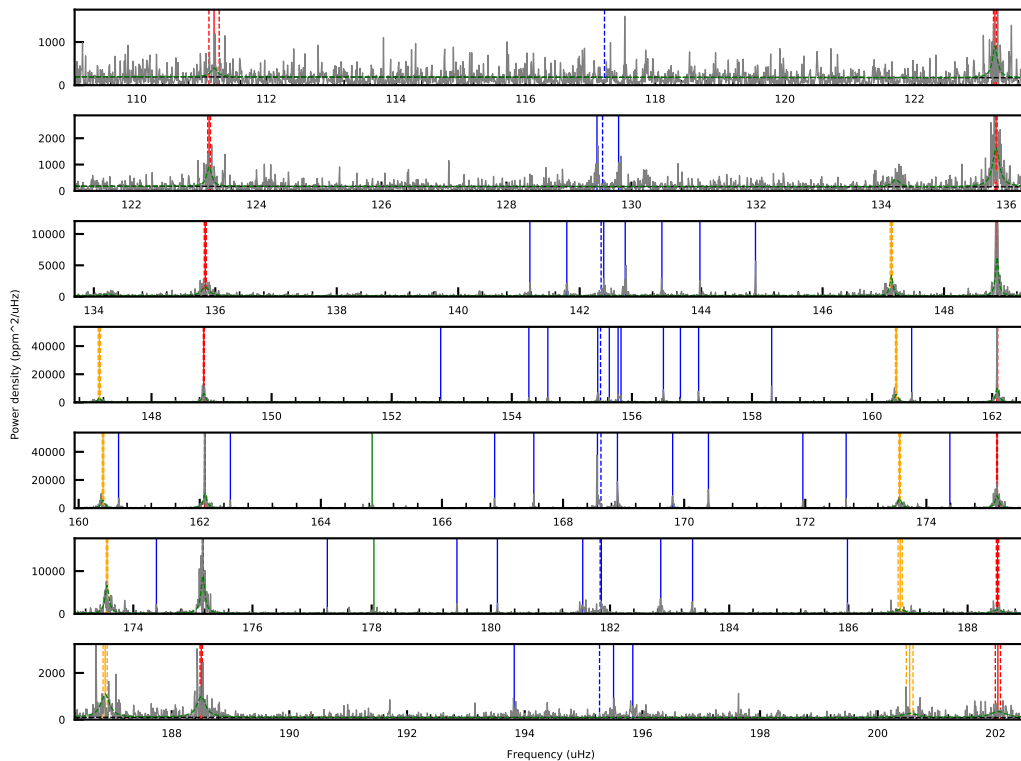 1000
0
110 112 114 116 118 120 122
2000
1000
0
122 124 126 128 130 132 134 136
10000
5000
0
134 136 138 140 142 144 146 148
40000
20000
0
148 150 152 154 156 158 160 162
40000
20000
0
160 162 164 166 168 170 172 174
10000
0
174 176 178 180 182 184 186 188
2000
0
188 190 192 194 196 198 200 202
Power density (ppm^2/uHz)
Frequency (uHz)